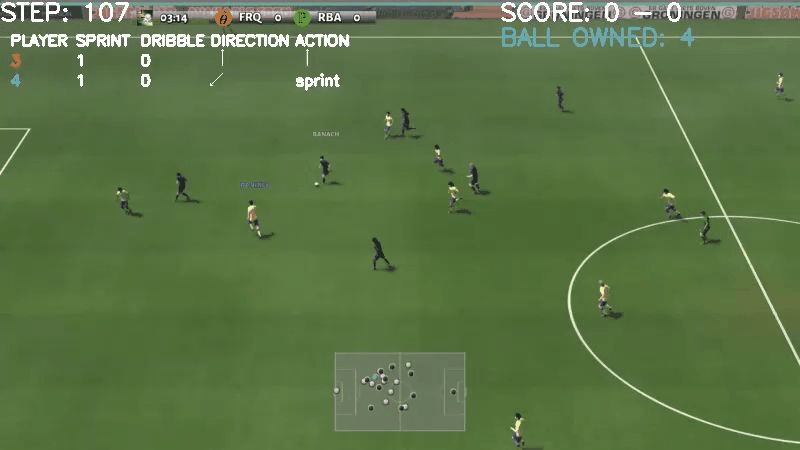 STEP: 107
03:14 FRQ 0 RBA 0
SCORE: 0 - 0
BALL OWNED: 4
PLAYER SPRINT DRIBBLE DIRECTION ACTION
3 1 0 ↑ ↑
4 1 0 ↙ sprint
BANACH